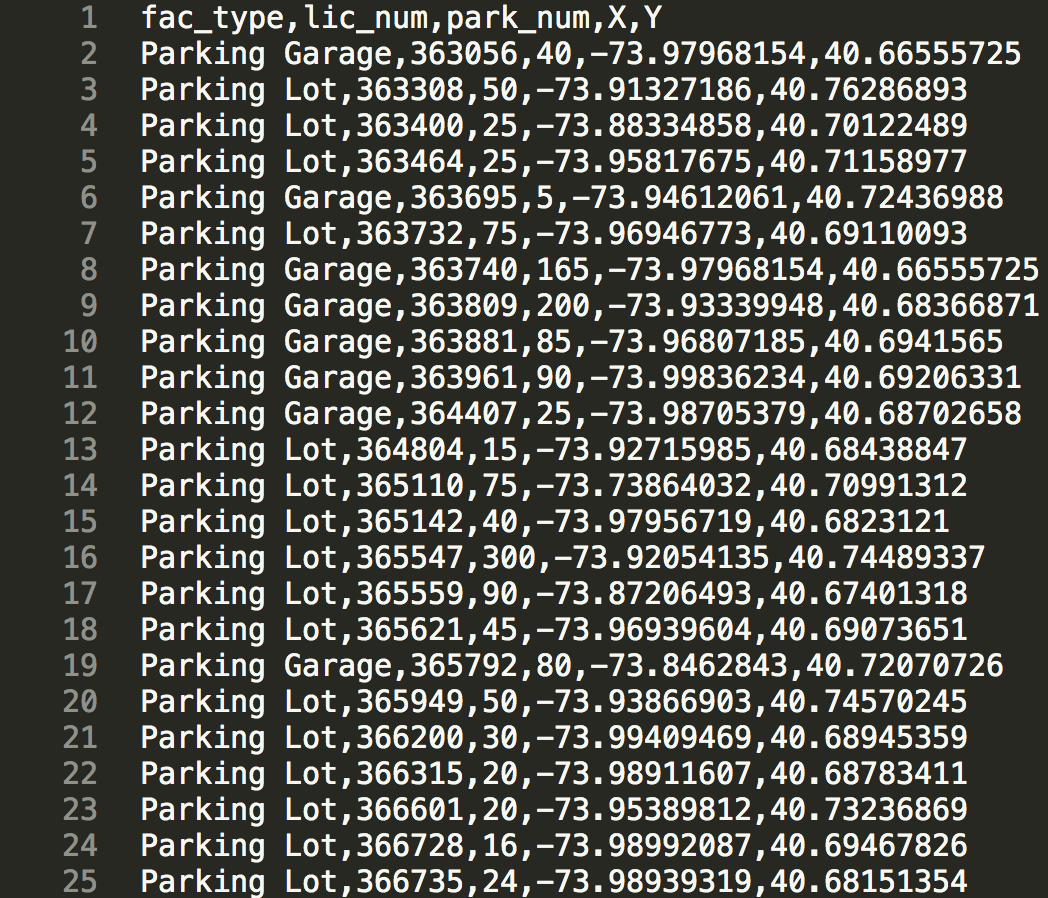 1 fac_type,lic_num,park_num,X,Y
2 Parking Garage,363056,40,-73.97968154,40.66555725
3 Parking Lot,363308,50,-73.91327186,40.76286893
4 Parking Lot,363400,25,-73.88334858,40.70122489
5 Parking Lot,363464,25,-73.95817675,40.71158977
6 Parking Garage,363695,5,-73.94612061,40.72436988
7 Parking Lot,363732,75,-73.96946773,40.69110093
8 Parking Garage,363740,165,-73.97968154,40.66555725
9 Parking Garage,363809,200,-73.93339948,40.68366871
10 Parking Garage,363881,85,-73.96807185,40.6941565
11 Parking Garage,363961,90,-73.99836234,40.69206331
12 Parking Garage,364407,25,-73.98705379,40.68702658
13 Parking Lot,364804,15,-73.92715985,40.68438847
14 Parking Lot,365110,75,-73.73864032,40.70991312
15 Parking Lot,365142,40,-73.97956719,40.6823121
16 Parking Lot,365547,300,-73.92054135,40.74489337
17 Parking Lot,365559,90,-73.87206493,40.67401318
18 Parking Lot,365621,45,-73.96939604,40.69073651
19 Parking Garage,365792,80,-73.8462843,40.72070726
20 Parking Lot,365949,50,-73.93866903,40.74570245
21 Parking Lot,366200,30,-73.99409469,40.68945359
22 Parking Lot,366315,20,-73.98911607,40.68783411
23 Parking Lot,366601,20,-73.95389812,40.73236869
24 Parking Lot,366728,16,-73.98992087,40.69467826
25 Parking Lot,366735,24,-73.98939319,40.68151354